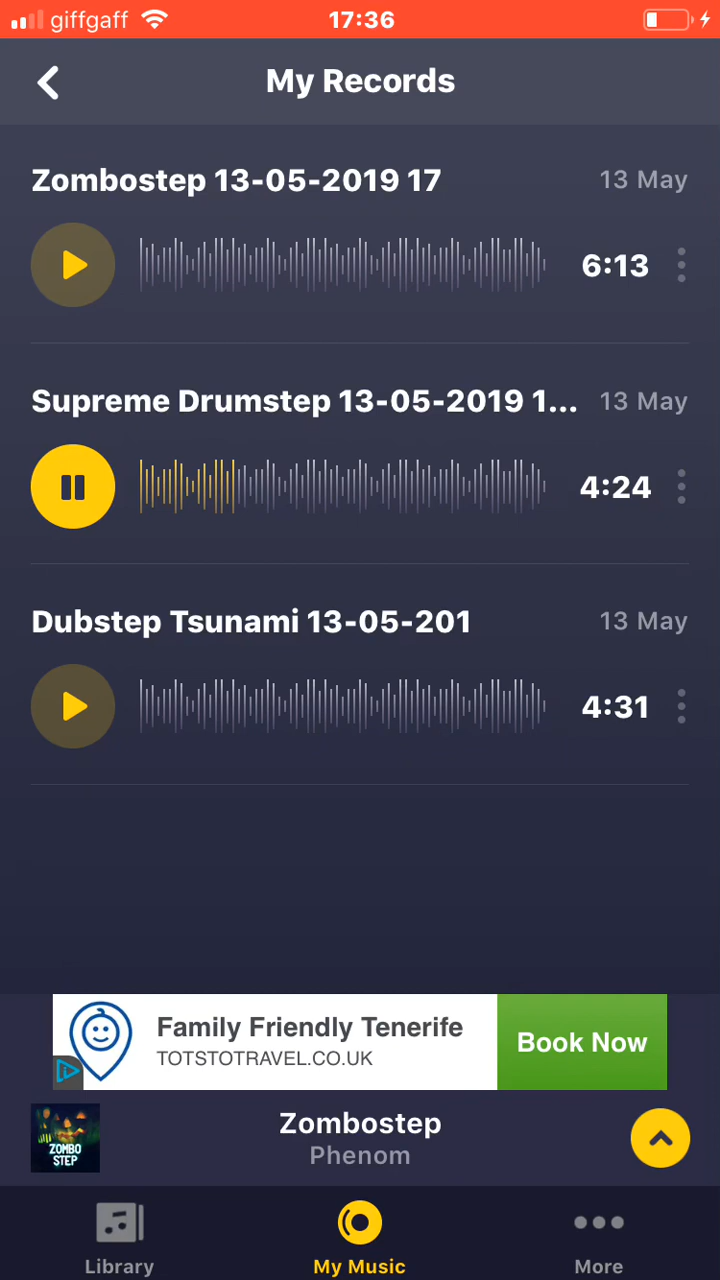 giffgaff 17:36
My Records
Zombostep 13-05-2019 17 13 May
6:13
Supreme Drumstep 13-05-2019 1... 13 May
4:24
Dubstep Tsunami 13-05-201 13 May
4:31
Family Friendly Tenerife
TOTSTOTRAVEL.CO.UK
Book Now
ZOMBO
STEP
Zombostep
Phenom
Library My Music More